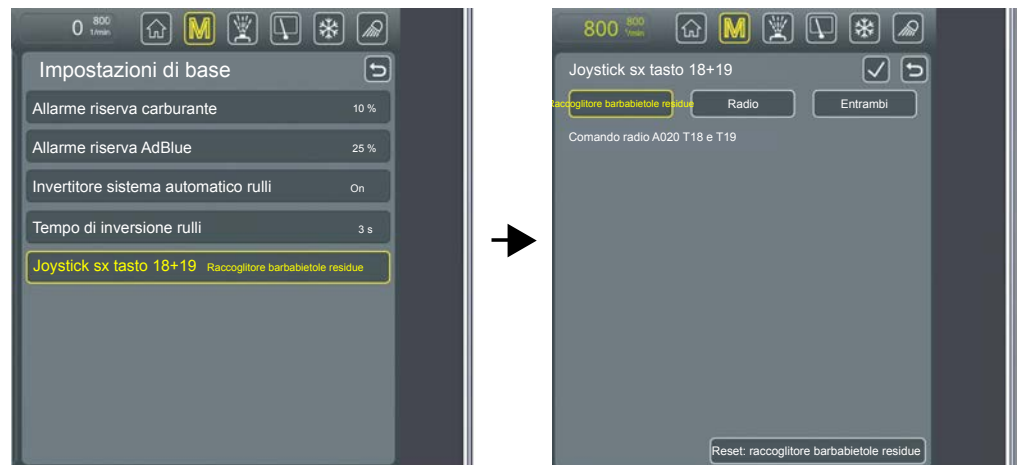 0 800 1/min
M
Impostazioni di base
Allarme riserva carburante 10 %
Allarme riserva AdBlue 25 %
Invertitore sistema automatico rulli On
Tempo di inversione rulli 3 s
Joystick sx tasto 18+19 Raccoglitore barbabietole residue
800 800 1/min
M
Joystick sx tasto 18+19
Raccoglitore barbabietole residue Radio Entrambi
Comando radio A020 T18 e T19
Reset: raccoglitore barbabietole residue